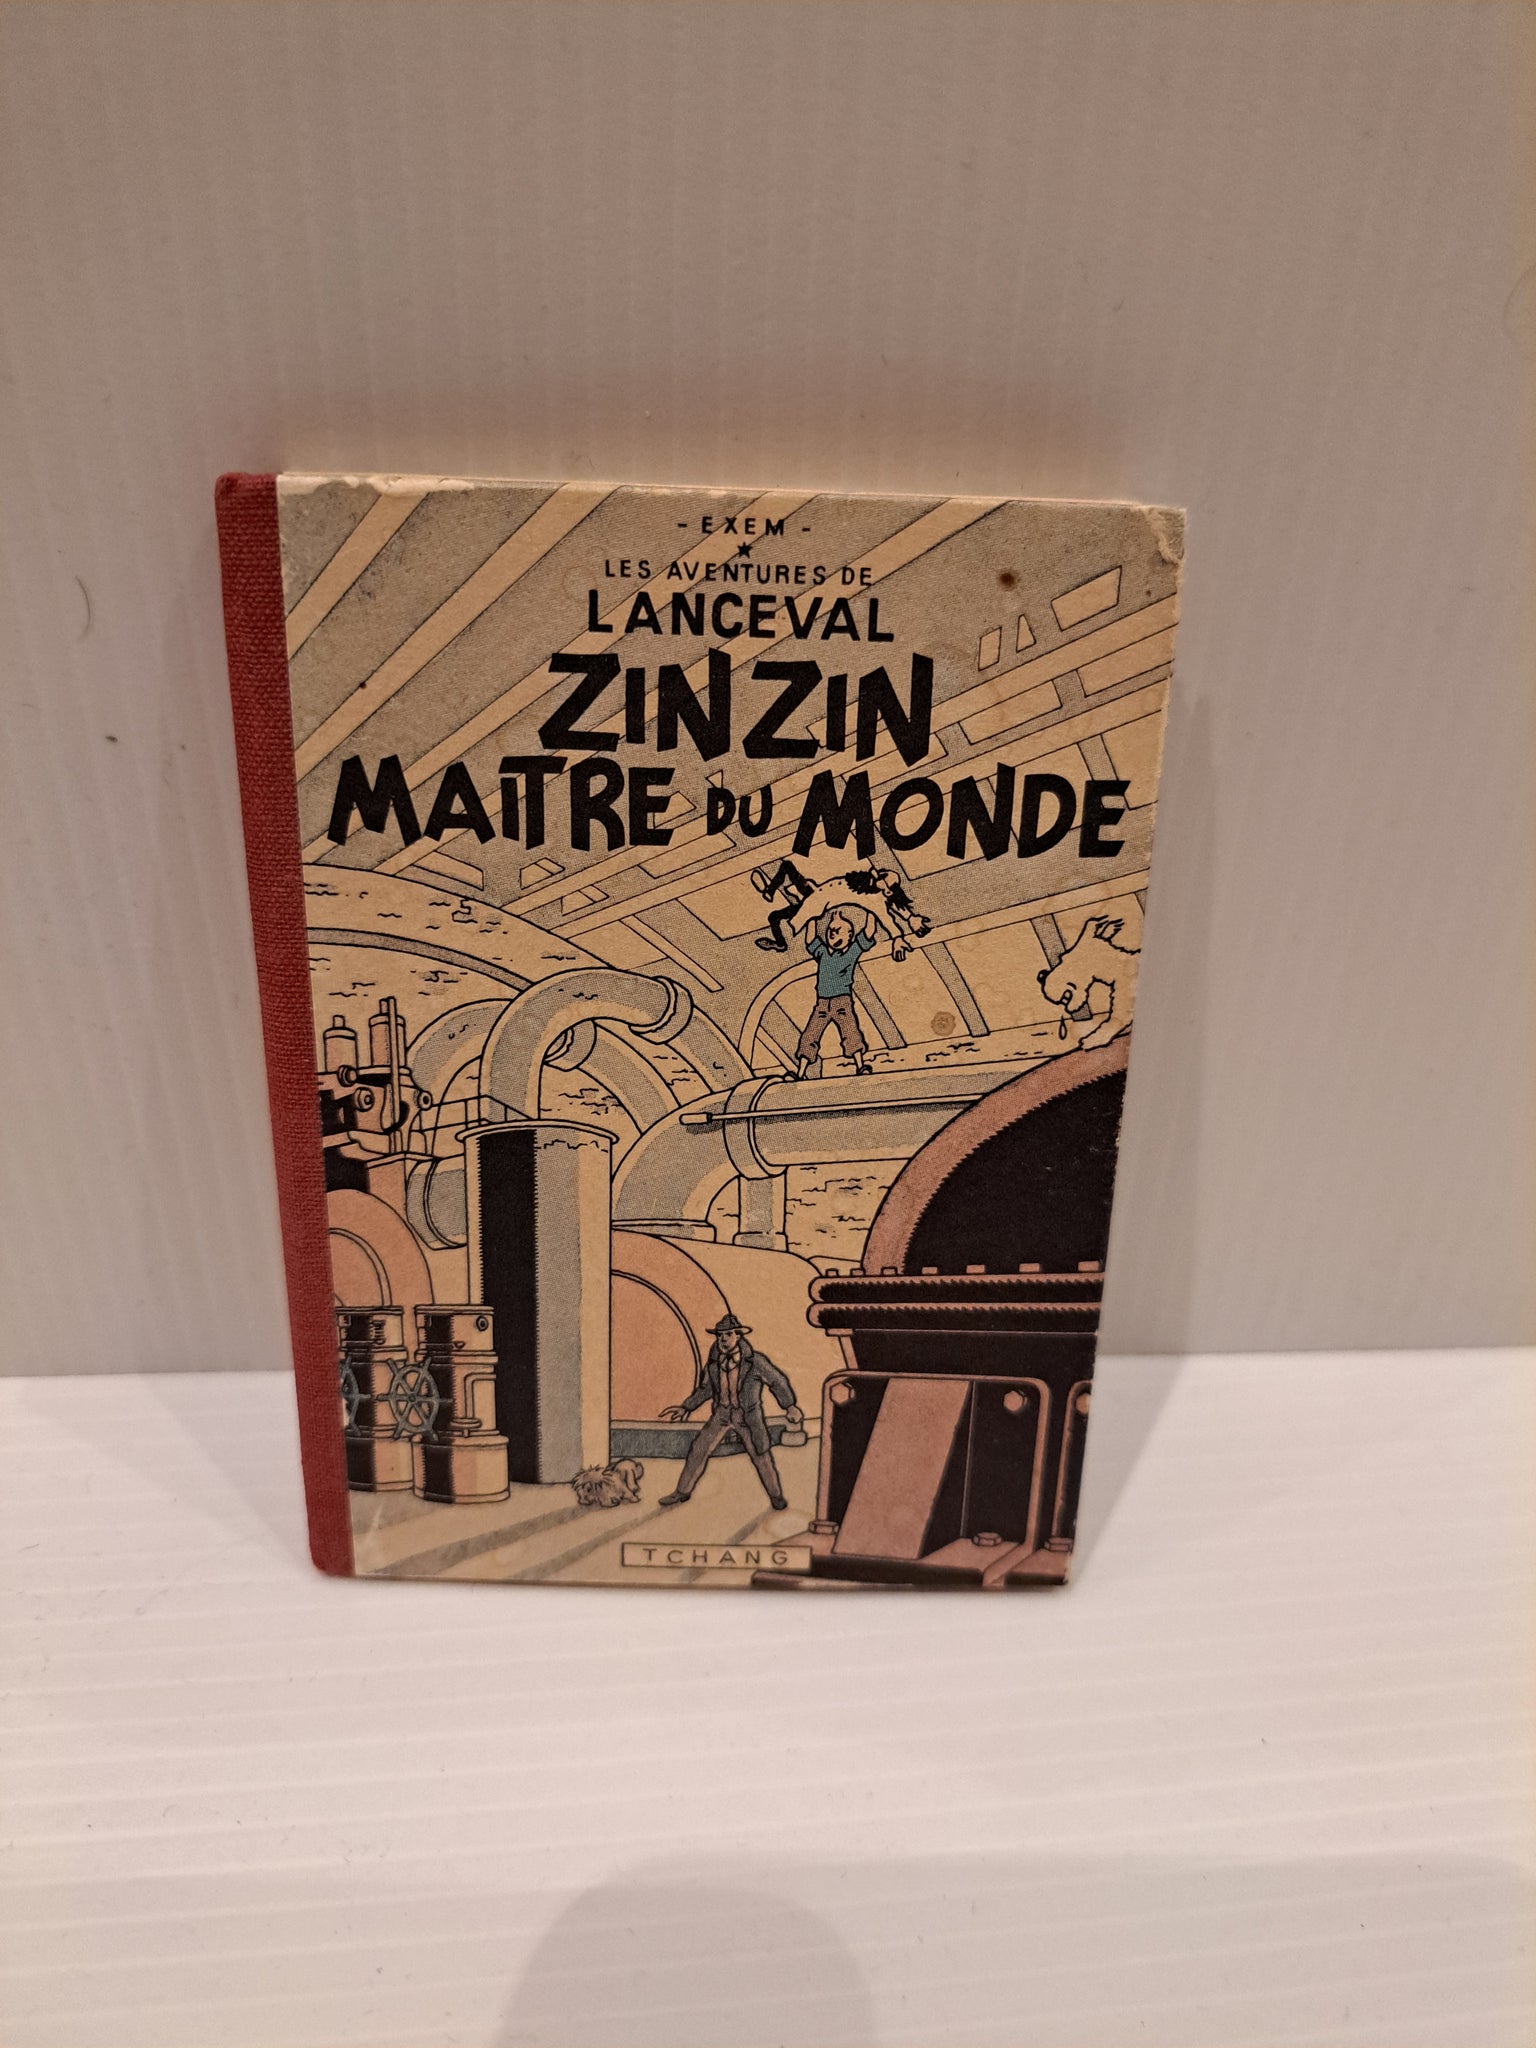 - EXEM -
LES AVENTURES DE
LANCEVAL
ZINZIN
MAITRE DU MONDE
TCHANG